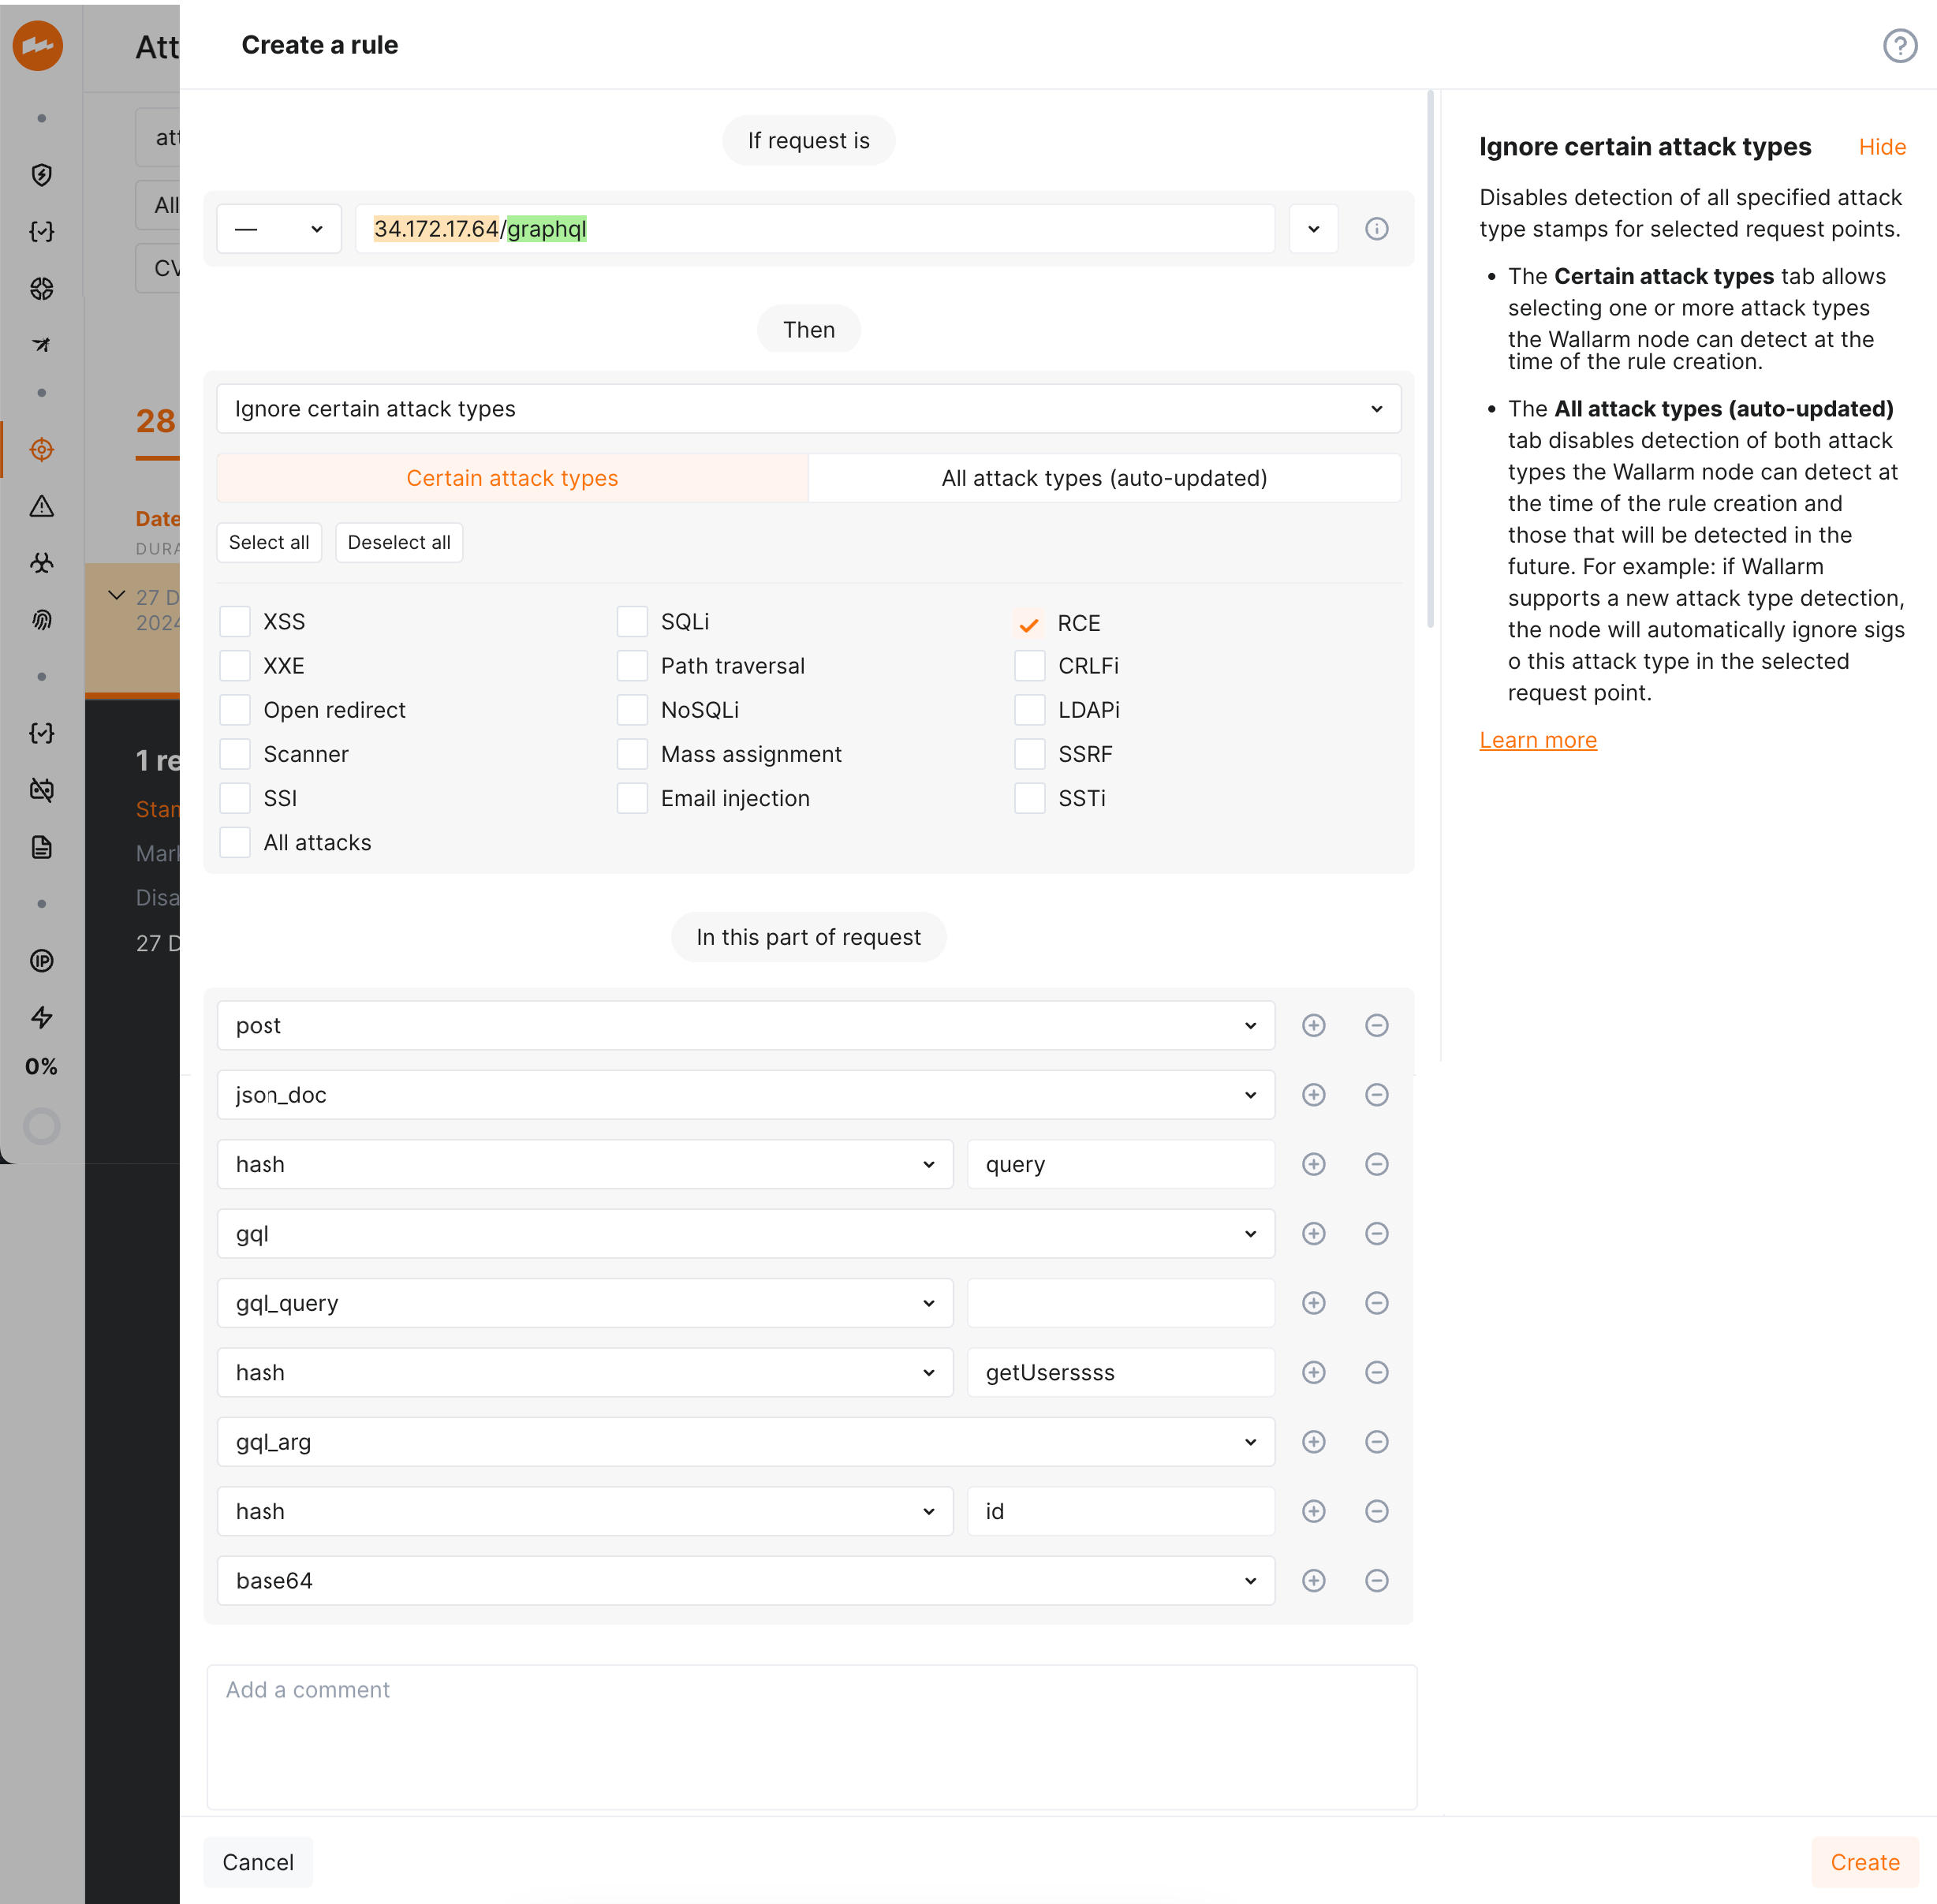 Att
Create a rule
att
All
CV
28
Date
DURA
27 D
2024
1 re
Stan
Marl
Disa
27 D
IP
0%
If request is
—
34.172.17.64/graphql
Then
Ignore certain attack types
Certain attack types
All attack types (auto-updated)
Select all
Deselect all
XSS
SQLi
RCE
XXE
Path traversal
CRLFi
Open redirect
NoSQLi
LDAPi
Scanner
Mass assignment
SSRF
SSI
Email injection
SSTi
All attacks
In this part of request
post
json_doc
hash
query
gql
gql_query
hash
getUserssss
gql_arg
hash
id
base64
Add a comment
Cancel
Create
Ignore certain attack types
Hide
Disables detection of all specified attack
type stamps for selected request points.
• The Certain attack types tab allows
selecting one or more attack types
the Wallarm node can detect at the
time of the rule creation.
• The All attack types (auto-updated)
tab disables detection of both attack
types the Wallarm node can detect at
the time of the rule creation and
those that will be detected in the
future. For example: if Wallarm
supports a new attack type detection,
the node will automatically ignore sigs
o this attack type in the selected
request point.
Learn more